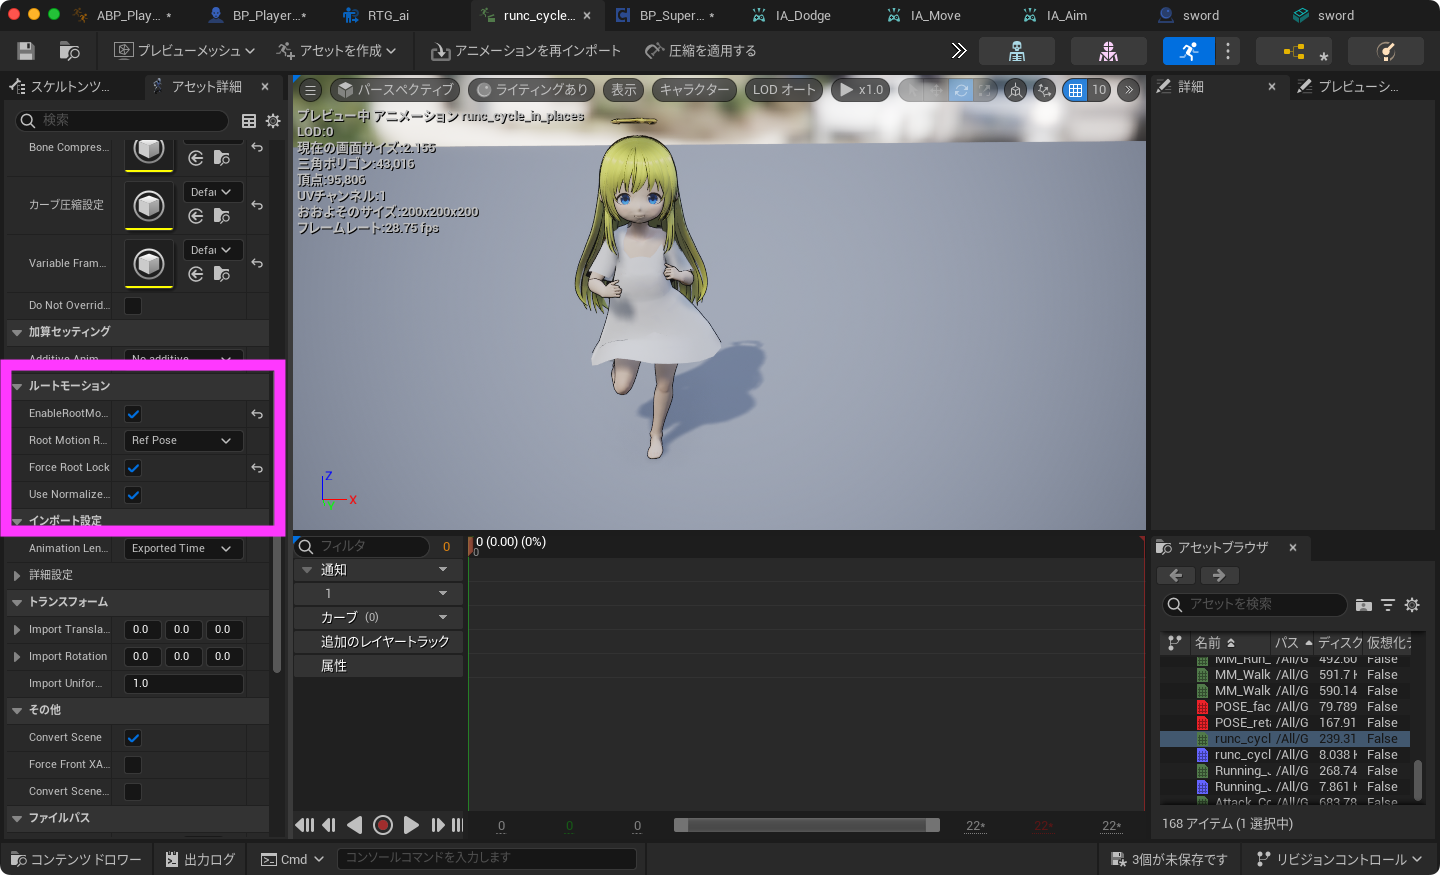 ABP_Play... *
BP_Player... *
RTG_ai
runc_cycle...
BP_Super... *
IA_Dodge
IA_Move
IA_Aim
sword
sword
プレビューメッシュ
アセットを作成
アニメーションを再インポート
圧縮を適用する
スケルトンツ...
アセット詳細
検索
Bone Compres...
カーブ圧縮設定
Defau
Variable Fram...
Defau
Do Not Overrid...
加算セッティング
Additive Anim
No additive
ルートモーション
EnableRootMo...
Root Motion R...
Ref Pose
Force Root Lock
Use Normalize...
インポート設定
Animation Len...
Exported Time
詳細設定
トランスフォーム
Import Transla...
0.0
0.0
0.0
Import Rotation
0.0
0.0
0.0
Import Unifor...
1.0
その他
Convert Scene
Force Front XA...
Convert Scene...
ファイルパス
パースペクティブ
ライティングあり
表示
キャラクター
LOD オート
x1.0
10
プレビュー中 アニメーション runc_cycle_in_places
LOD:0
現在の画面サイズ:2.155
三角ポリゴン:43,016
頂点:95,806
UVチャンネル:1
おおよそのサイズ:200x200x200
フレームレート:28.75 fps
Z
X
フィルタ
0
0 (0.00) (0%)
0
通知
1
カーブ (0)
追加のレイヤートラック
属性
0
0
0
22*
22*
22*
詳細
プレビューシ...
アセットブラウザ
アセットを検索
名前
パス
ディスク
仮想化デ
MM_Run_ /All/G 492.60 False
MM_Walk /All/G 591.7 K False
MM_Walk /All/G 590.14 False
POSE_fac /All/G 79.789 False
POSE_reta /All/G 167.91 False
runc_cycl /All/G 239.31 False
runc_cycl /All/G 8.038 K False
Running_J /All/G 268.74 False
Running_J /All/G 7.861 K False
Attack_Co /All/G 683.78 False
168 アイテム (1 選択中)
コンテンツドロワー
出力ログ
Cmd
コンソールコマンドを入力します
3個が未保存です
リビジョンコントロール